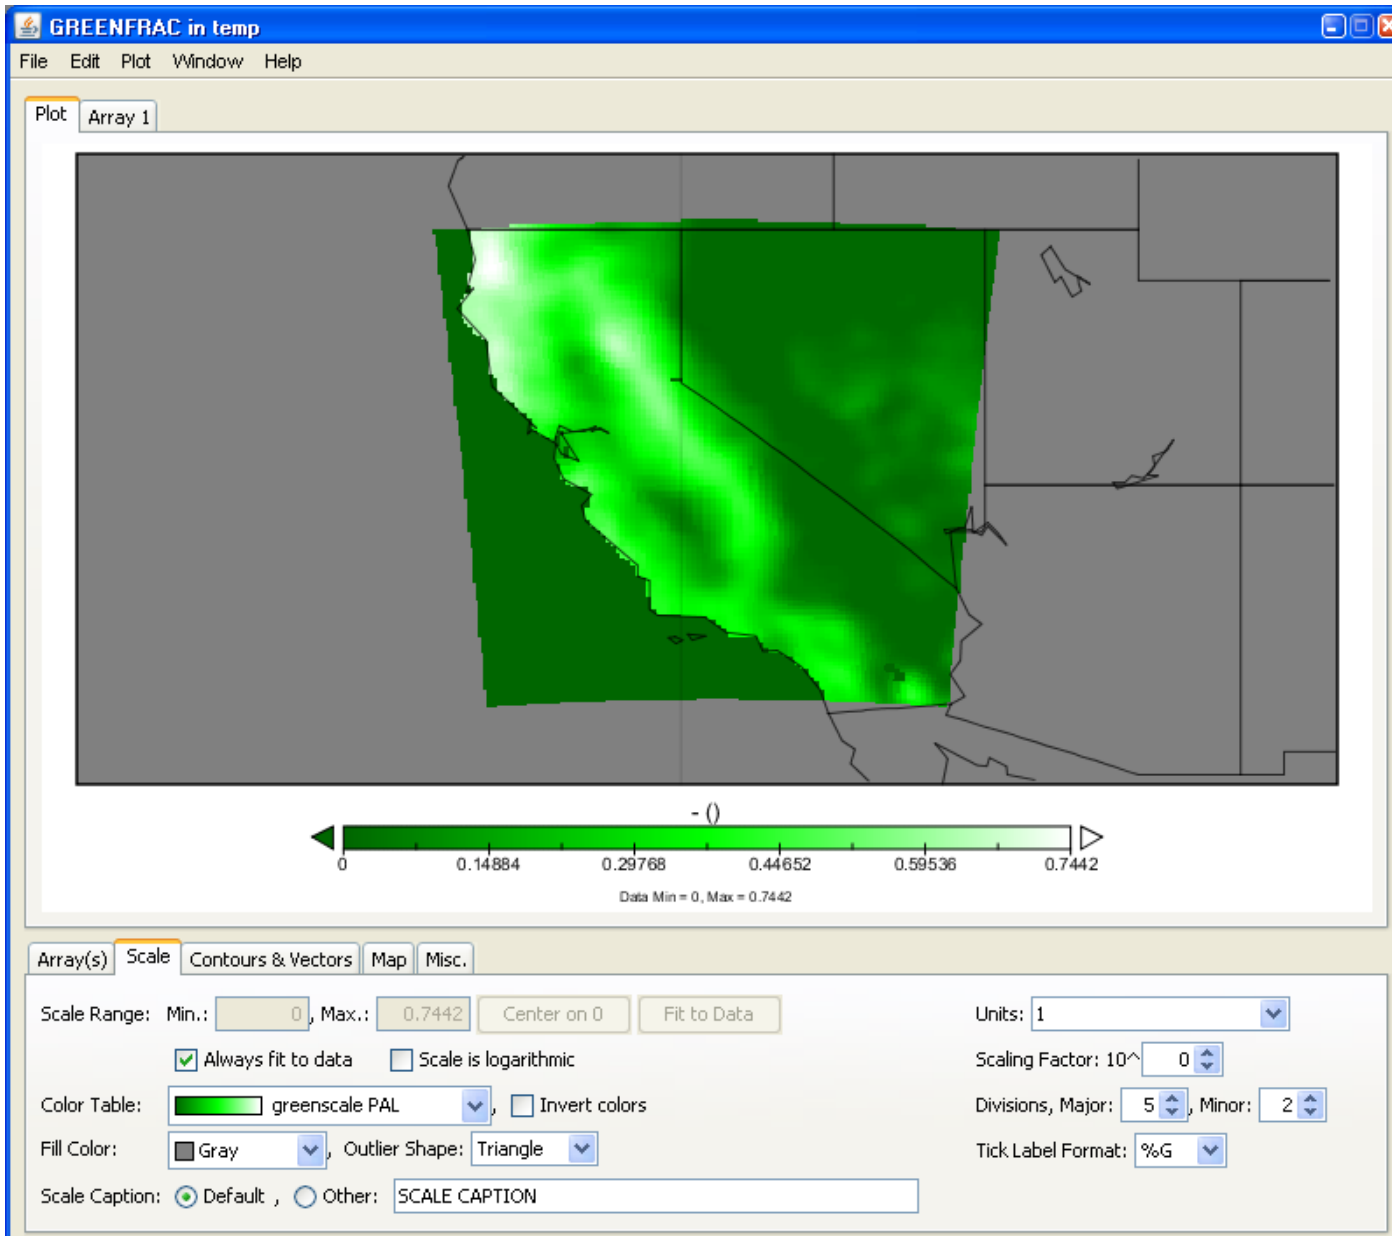 GREENFRAC in temp
File Edit Plot Window Help
Plot Array 1
- ()
0 0.14884 0.29768 0.44652 0.59536 0.7442
Data Min = 0, Max = 0.7442
Array(s) Scale Contours & Vectors Map Misc.
Scale Range: Min.: 0 , Max.: 0.7442 Center on 0 Fit to Data Units: 1
Always fit to data Scale is logarithmic Scaling Factor: 10^ 0
Color Table: greenscale PAL , Invert colors Divisions, Major: 5 , Minor: 2
Fill Color: Gray , Outlier Shape: Triangle Tick Label Format: %G
Scale Caption: Default , Other: SCALE CAPTION